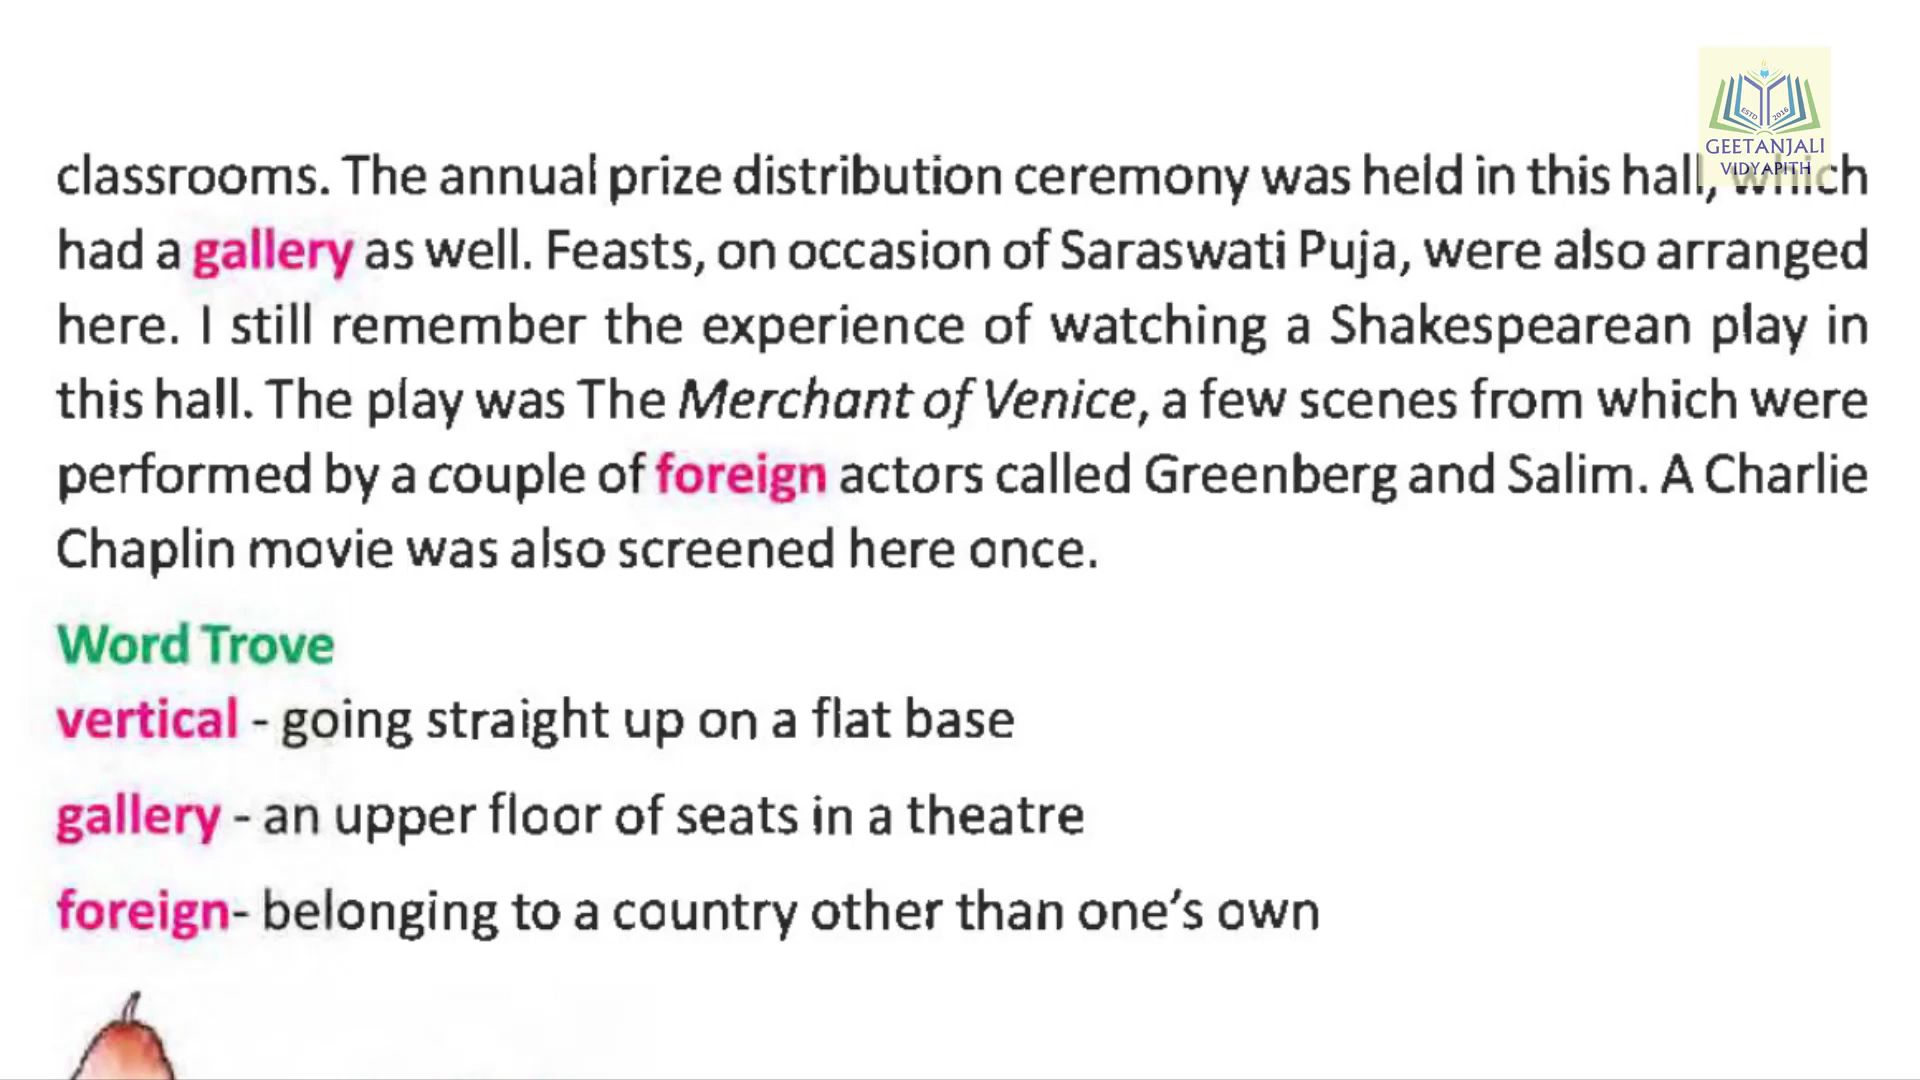 GEETANJALI
VIDYAPITH
ESTD 2016
classrooms. The annual prize distribution ceremony was held in this hall, which
had a gallery as well. Feasts, on occasion of Saraswati Puja, were also arranged
here. I still remember the experience of watching a Shakespearean play in
this hall. The play was The Merchant of Venice, a few scenes from which were
performed by a couple of foreign actors called Greenberg and Salim. A Charlie
Chaplin movie was also screened here once.
Word Trove
vertical - going straight up on a flat base
gallery - an upper floor of seats in a theatre
foreign- belonging to a country other than one's own